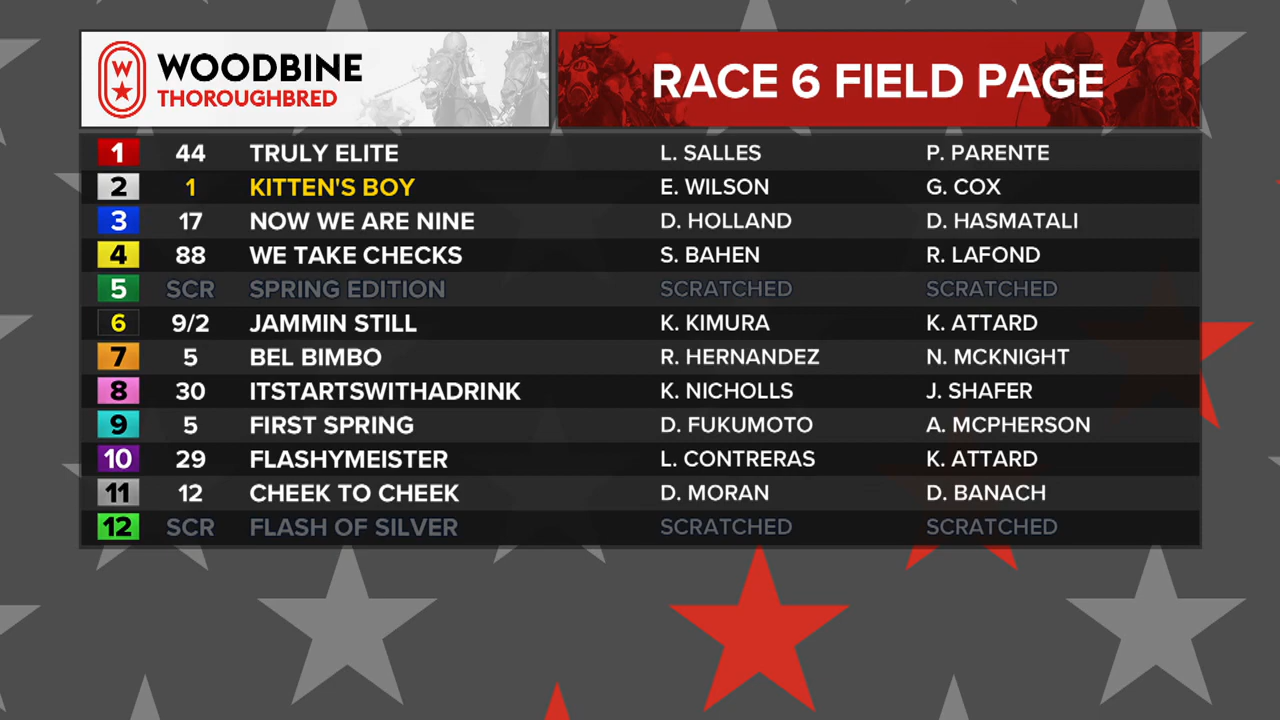 W
WOODBINE
THOROUGHBRED
RACE 6 FIELD PAGE
1 44 TRULY ELITE L. SALLES P. PARENTE
2 1 KITTEN'S BOY E. WILSON G. COX
3 17 NOW WE ARE NINE D. HOLLAND D. HASMATALI
4 88 WE TAKE CHECKS S. BAHEN R. LAFOND
5 SCR SPRING EDITION SCRATCHED SCRATCHED
6 9/2 JAMMIN STILL K. KIMURA K. ATTARD
7 5 BEL BIMBO R. HERNANDEZ N. MCKNIGHT
8 30 ITSTARTSWITHADRINK K. NICHOLLS J. SHAFER
9 5 FIRST SPRING D. FUKUMOTO A. MCPHERSON
10 29 FLASHYMEISTER L. CONTRERAS K. ATTARD
11 12 CHEEK TO CHEEK D. MORAN D. BANACH
12 SCR FLASH OF SILVER SCRATCHED SCRATCHED